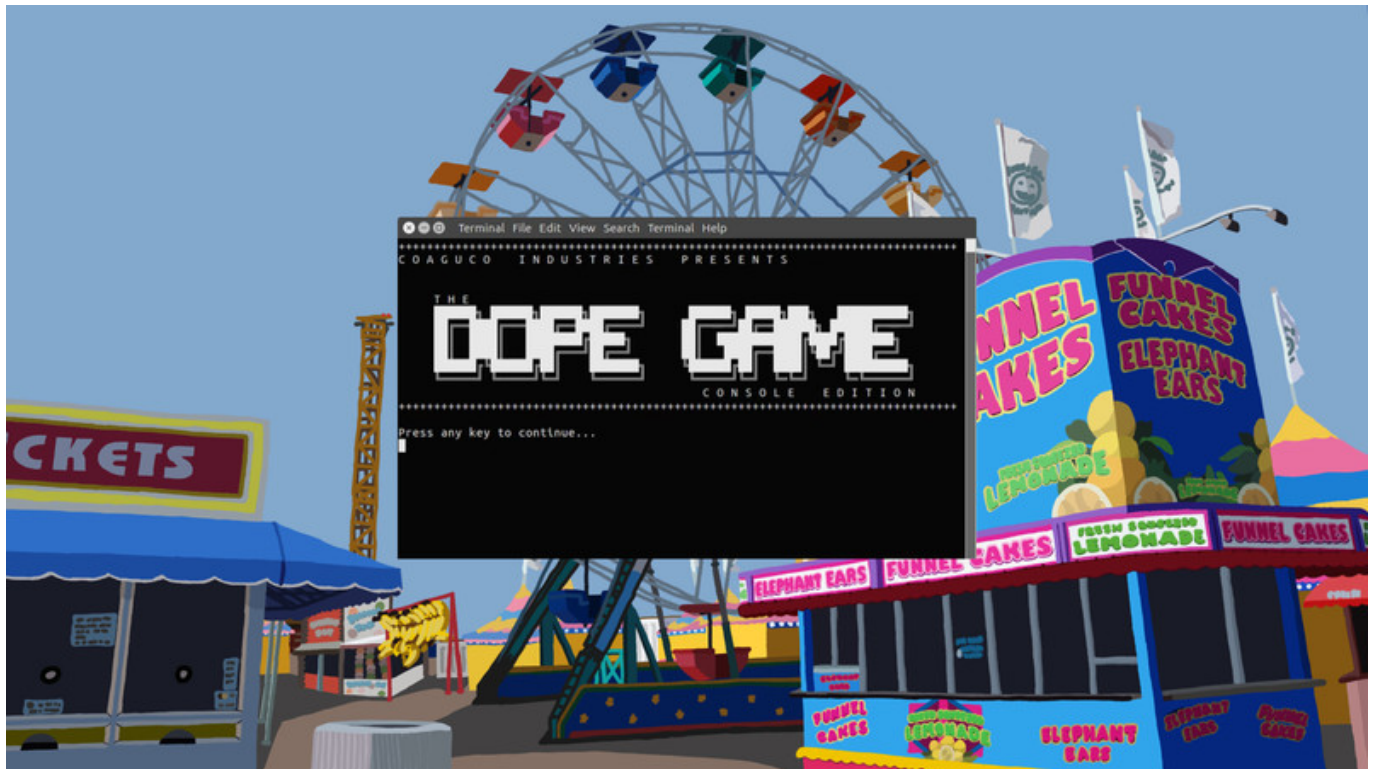 Terminal File Edit View Search Terminal Help
++++++++++++++++++++++++++++++++++++++++++++++++++++++++++++++++++++++++++++++++
COAGUCO INDUSTRIES PRESENTS
THE
DOPE GAME
CONSOLE EDITION
++++++++++++++++++++++++++++++++++++++++++++++++++++++++++++++++++++++++++++++++
Press any key to continue...
NNEL
AKES
FUNNEL
CAKES
ELEPHANT
EARS
LEMONADE
CKETS
ELEPHANT EARS
FUNNEL CAKES
LEMONADE
FUNNEL CAKES
FUNNEL
CAKES
LEMONADE
ELEPHANT
EARS
ELEPHANT
EARS